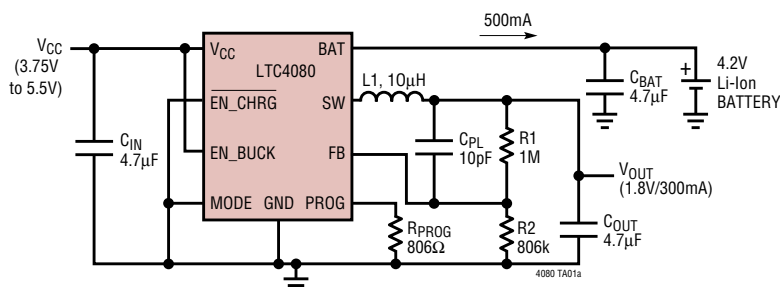 500mA
VCC
(3.75V
to 5.5V)
VCC
BAT
LTC4080
L1, 10µH
EN_CHRG
SW
CIN
4.7µF
EN_BUCK
FB
CPL
10pF
R1
1M
CBAT
4.7µF
+
4.2V
Li-Ion
BATTERY
VOUT
(1.8V/300mA)
MODE
GND
PROG
RPROG
806Ω
R2
806k
COUT
4.7µF
4080 TA01a